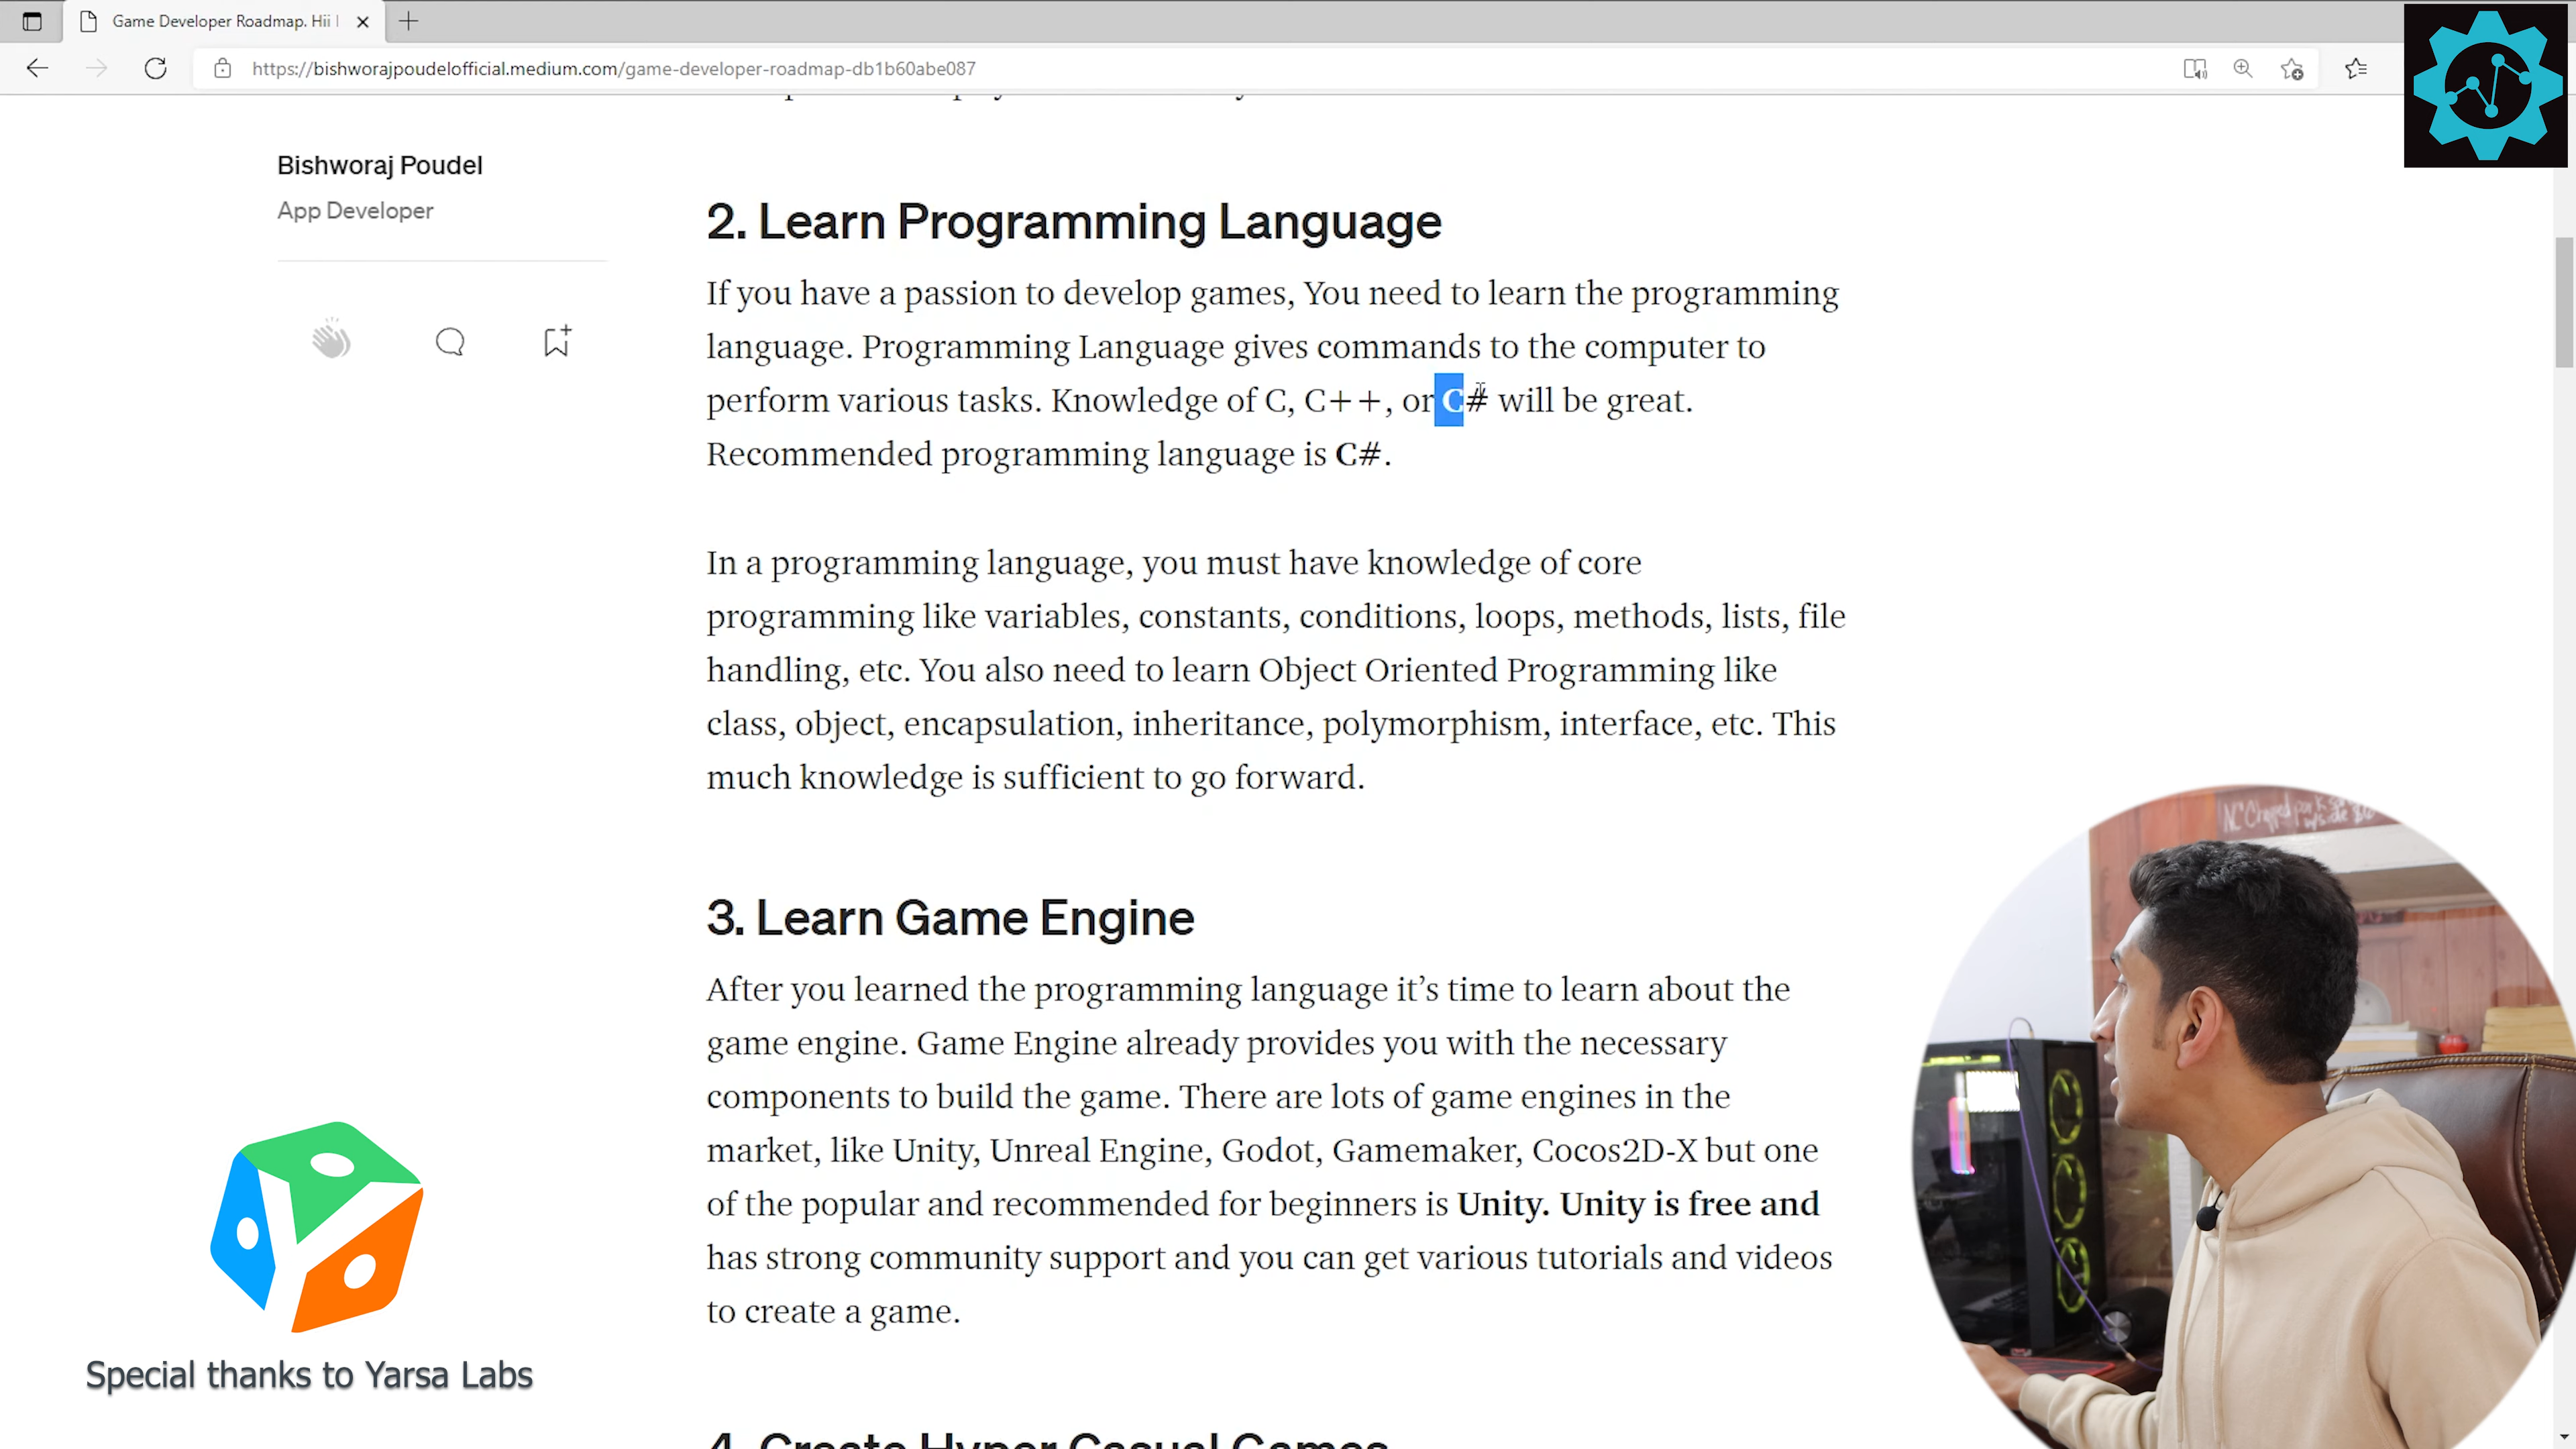 Game Developer Roadmap. Hii I
https://bishworajpoudelofficial.medium.com/game-developer-roadmap-db1b60abe087
Bishworaj Poudel
App Developer
2. Learn Programming Language
If you have a passion to develop games, You need to learn the programming
language. Programming Language gives commands to the computer to
perform various tasks. Knowledge of C, C++, or C# will be great.
Recommended programming language is C#.
In a programming language, you must have knowledge of core
programming like variables, constants, conditions, loops, methods, lists, file
handling, etc. You also need to learn Object Oriented Programming like
class, object, encapsulation, inheritance, polymorphism, interface, etc. This
much knowledge is sufficient to go forward.
3. Learn Game Engine
After you learned the programming language it’s time to learn about the
game engine. Game Engine already provides you with the necessary
components to build the game. There are lots of game engines in the
market, like Unity, Unreal Engine, Godot, Gamemaker, Cocos2D-X but one
of the popular and recommended for beginners is Unity. Unity is free and
has strong community support and you can get various tutorials and videos
to create a game.
4. Create Hyper Casual Games
Special thanks to Yarsa Labs